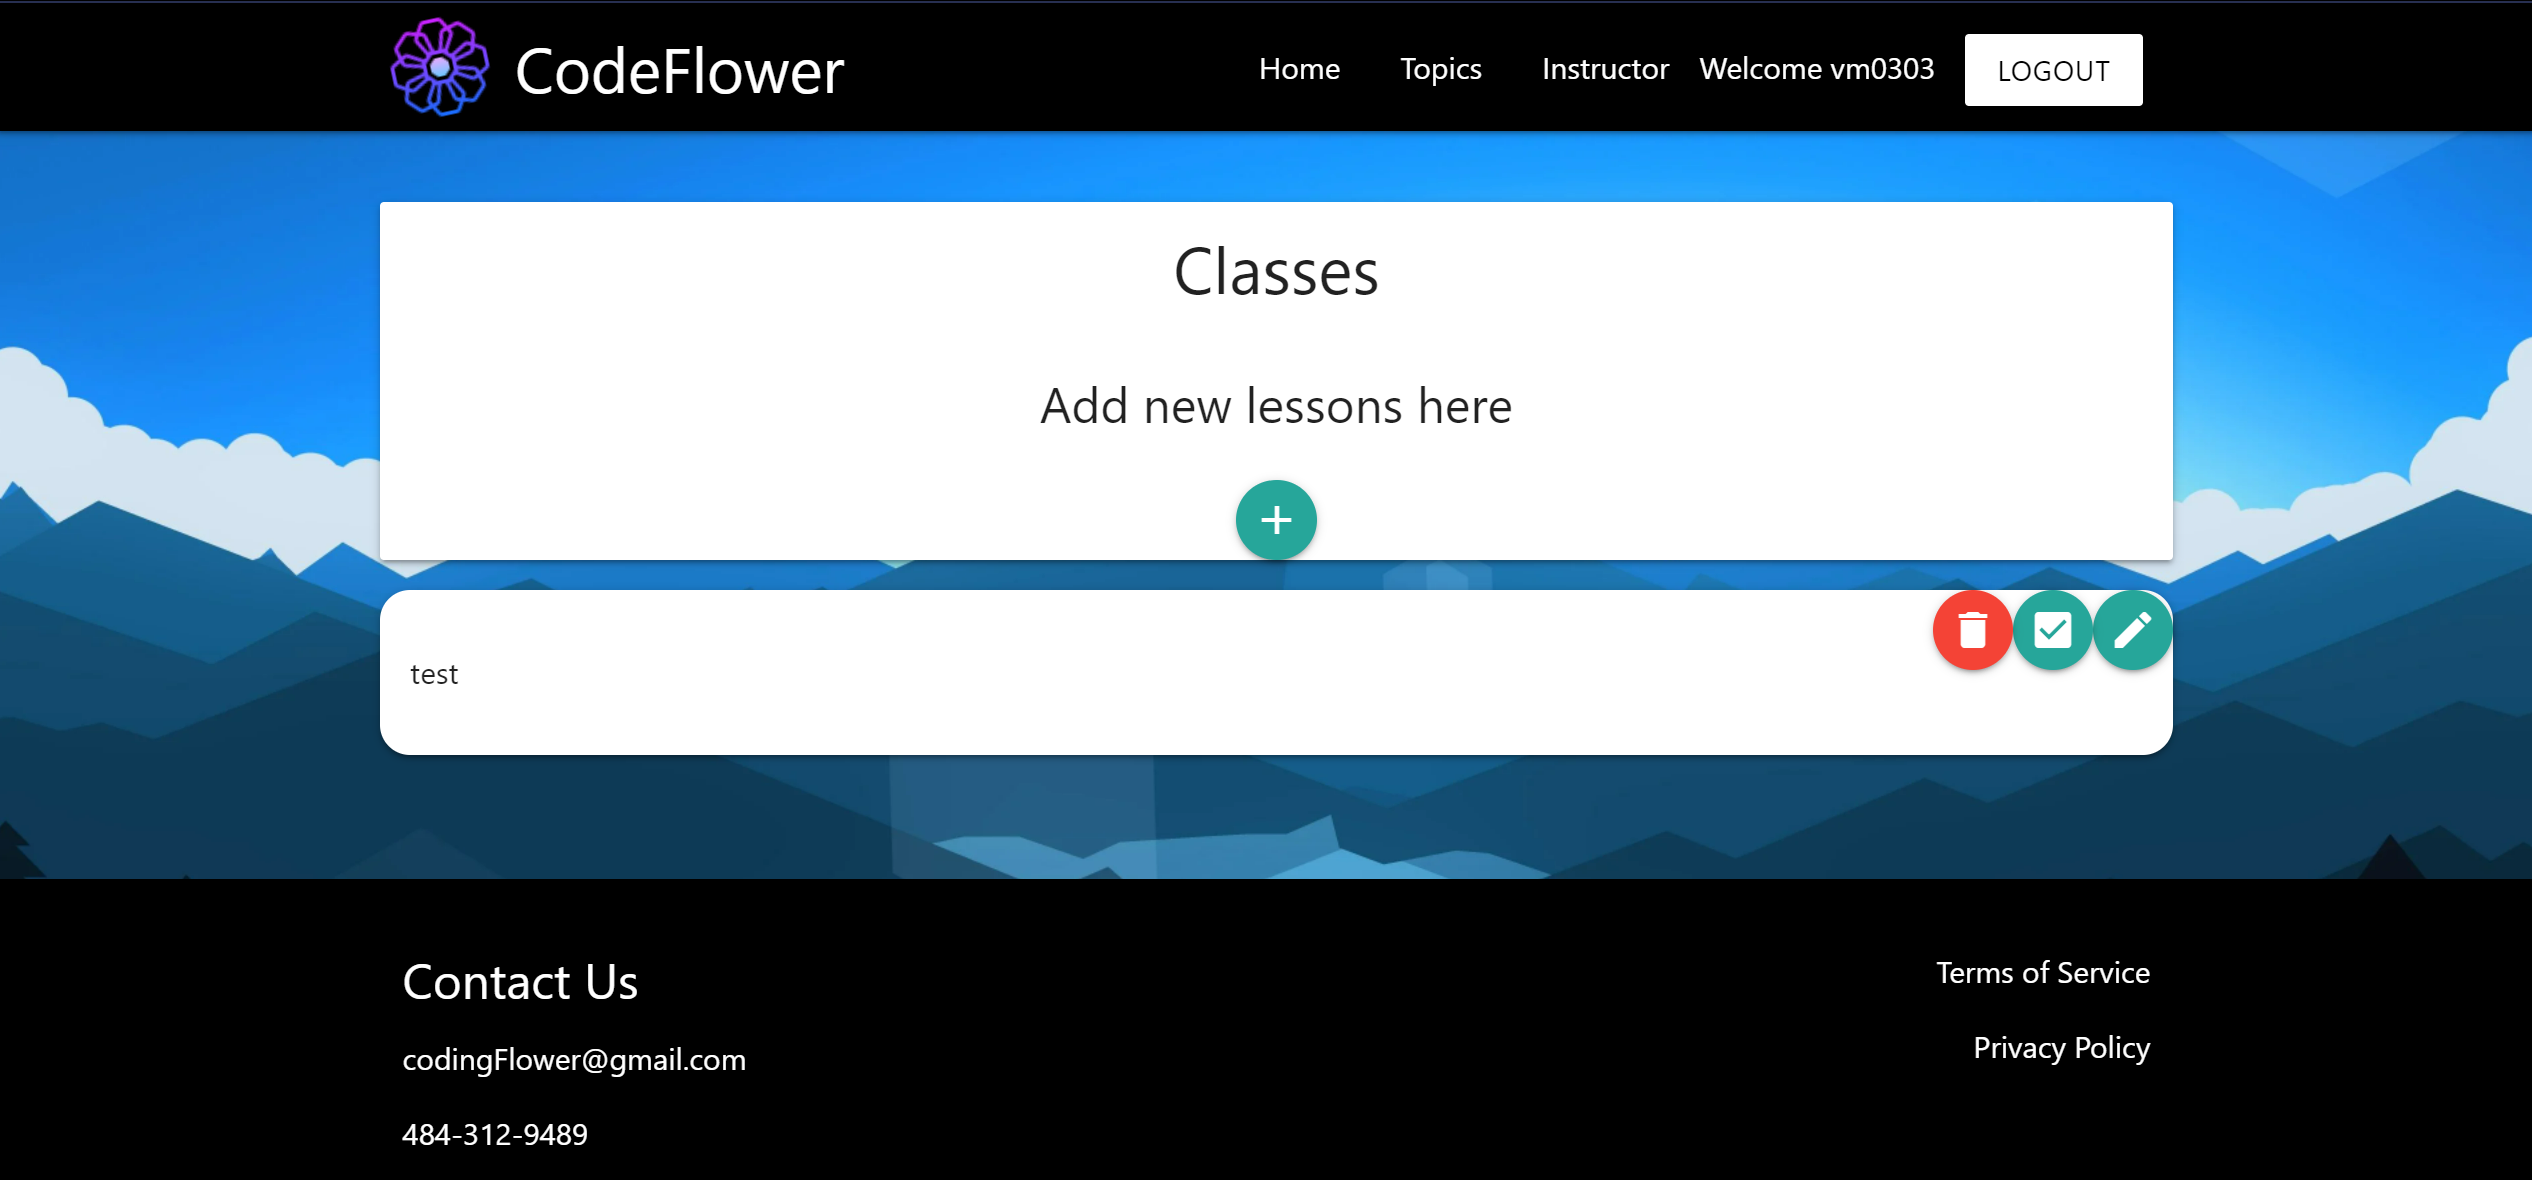 CodeFlower
Home Topics Instructor Welcome vm0303 LOGOUT
Classes
Add new lessons here
test
Contact Us
codingFlower@gmail.com
484-312-9489
Terms of Service
Privacy Policy